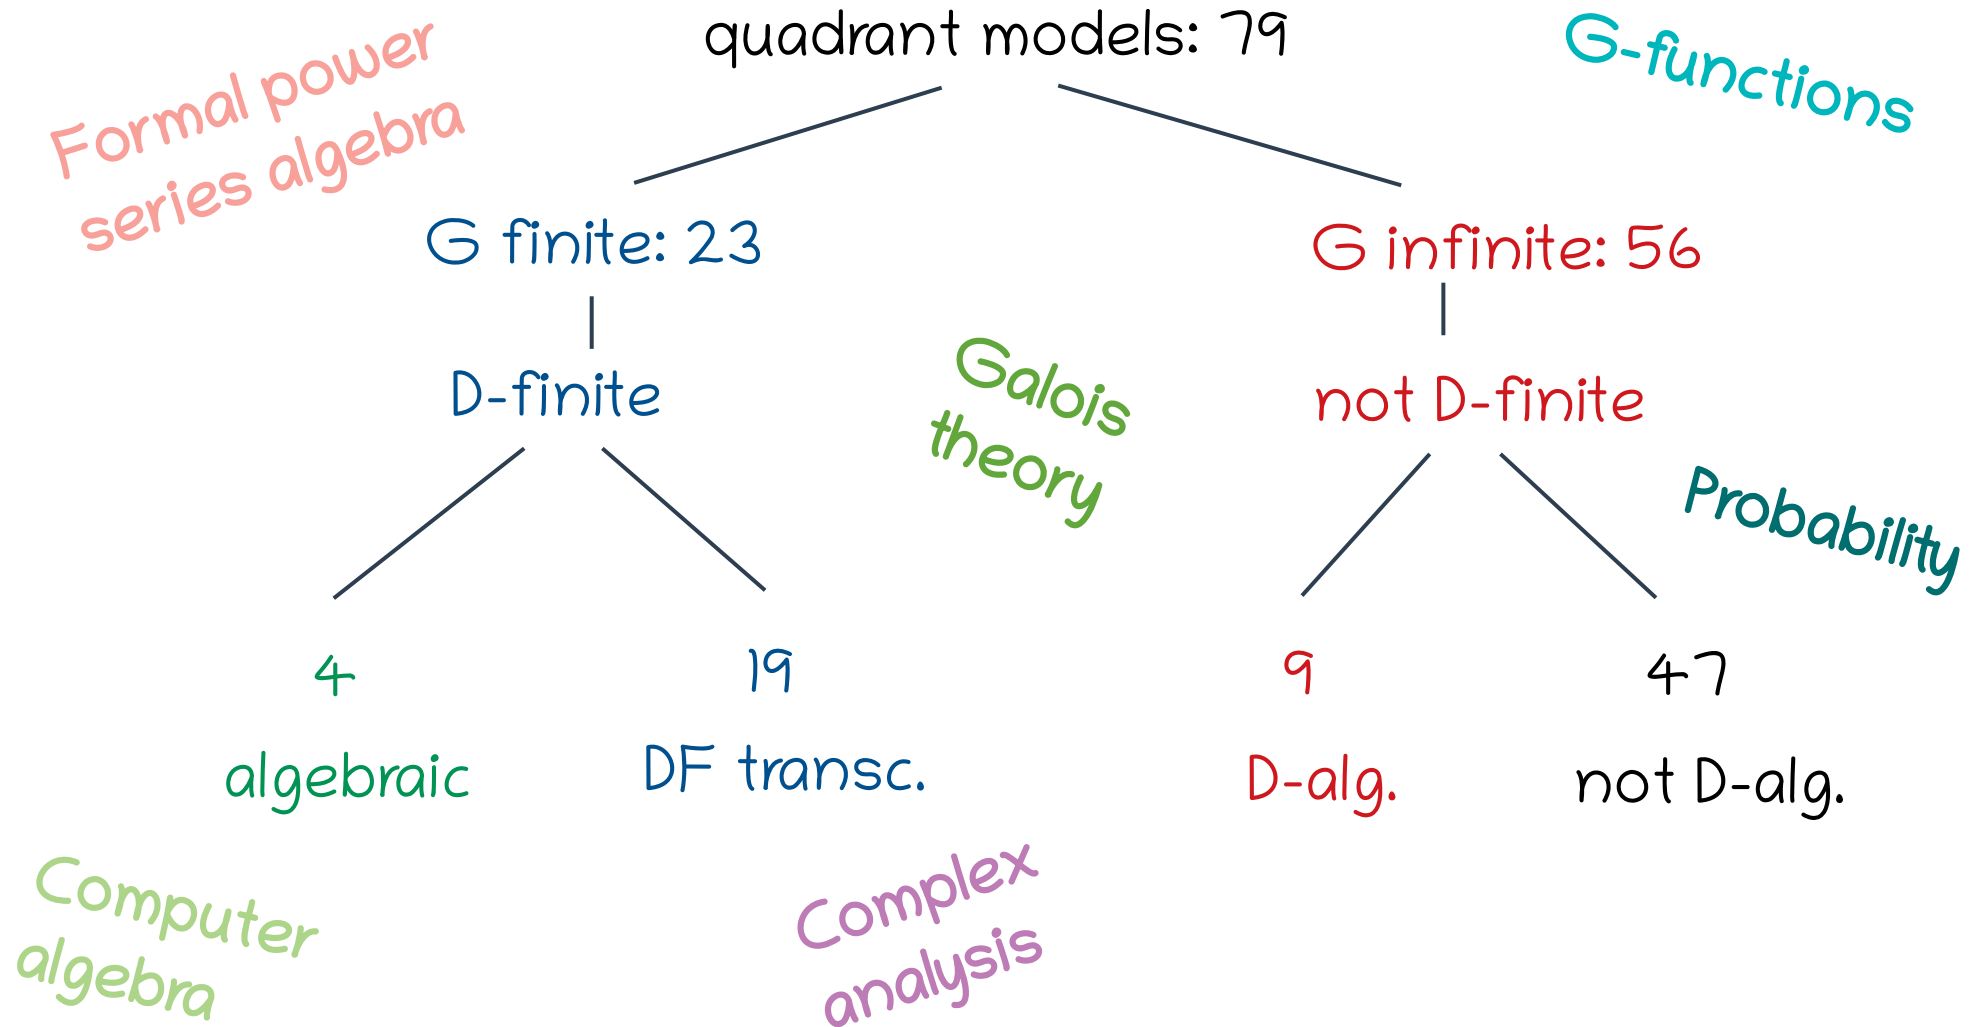 quadrant models: 79
Formal power
series algebra
G-functions
G finite: 23
G infinite: 56
D-finite
not D-finite
Galois
theory
Probability
4
19
9
47
algebraic
DF transc.
D-alg.
not D-alg.
Computer
algebra
Complex
analysis